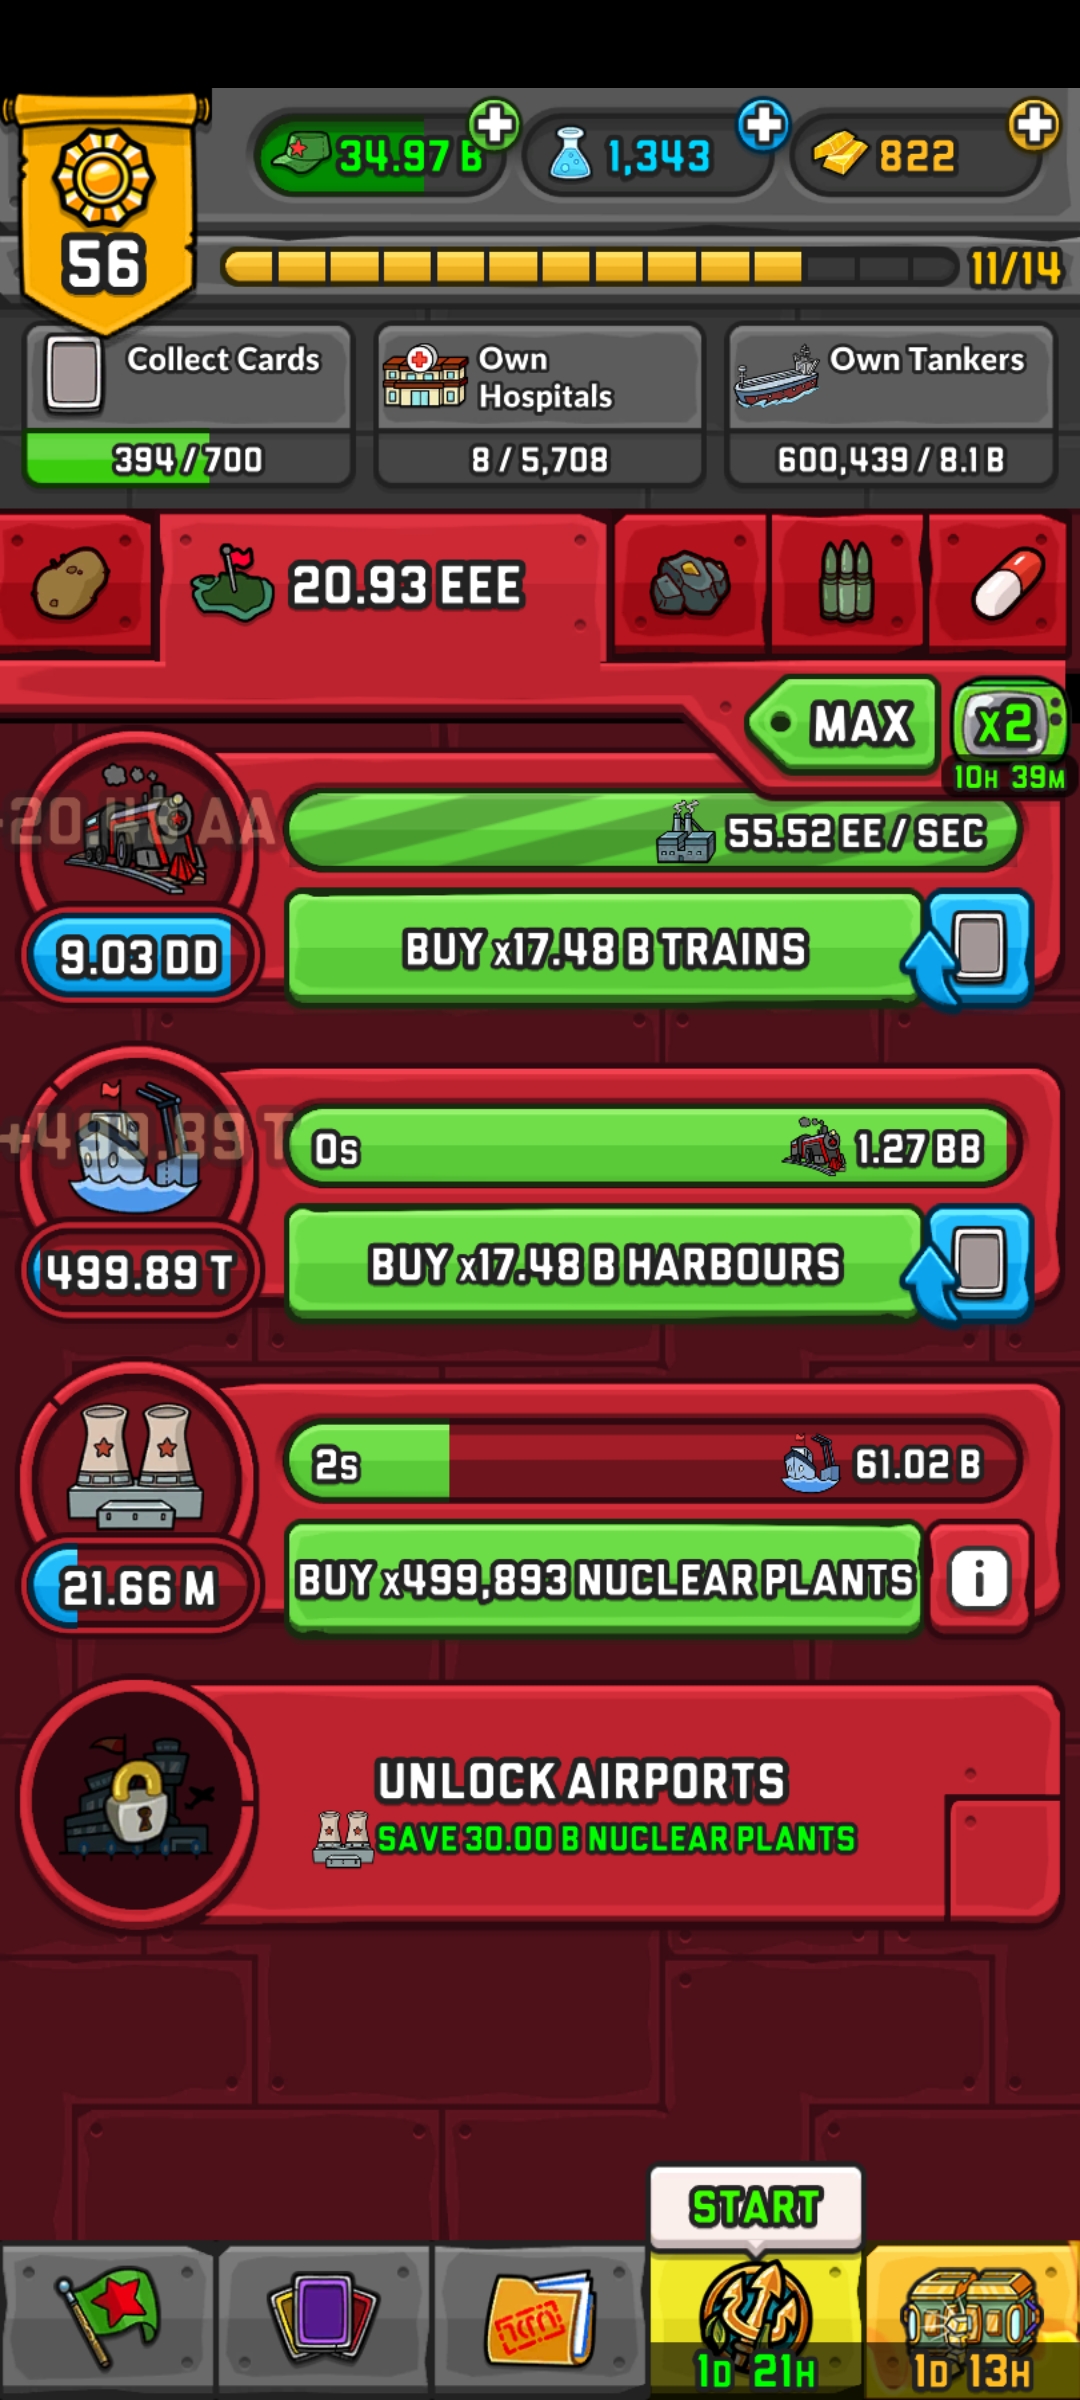 34.97 B
1,343
822
56
11/14
Collect Cards
Own Hospitals
Own Tankers
394/700
8/5,708
600,439/8.1 B
20.93 EEE
MAX
x2
10H 39M
55.52 EE / SEC
9.03 DD
BUY x17.48 B TRAINS
+499.89 T
0s
1.27 BB
499.89 T
BUY x17.48 B HARBOURS
2s
61.02 B
21.66 M
BUY x499,893 NUCLEAR PLANTS
i
UNLOCK AIRPORTS
SAVE 30.00 B NUCLEAR PLANTS
START
1D 21H
1D 13H